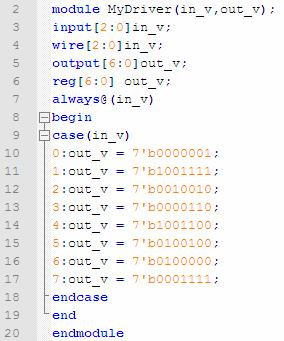 2 module MyDriver(in_v,out_v);
3 input[2:0]in_v;
4 wire[2:0]in_v;
5 output[6:0]out_v;
6 reg[6:0] out_v;
7 always@(in_v)
8 begin
9 case(in_v)
10 0:out_v = 7'b0000001;
11 1:out_v = 7'b1001111;
12 2:out_v = 7'b0010010;
13 3:out_v = 7'b0000110;
14 4:out_v = 7'b1001100;
15 5:out_v = 7'b0100100;
16 6:out_v = 7'b0100000;
17 7:out_v = 7'b0001111;
18 endcase
19 end
20 endmodule